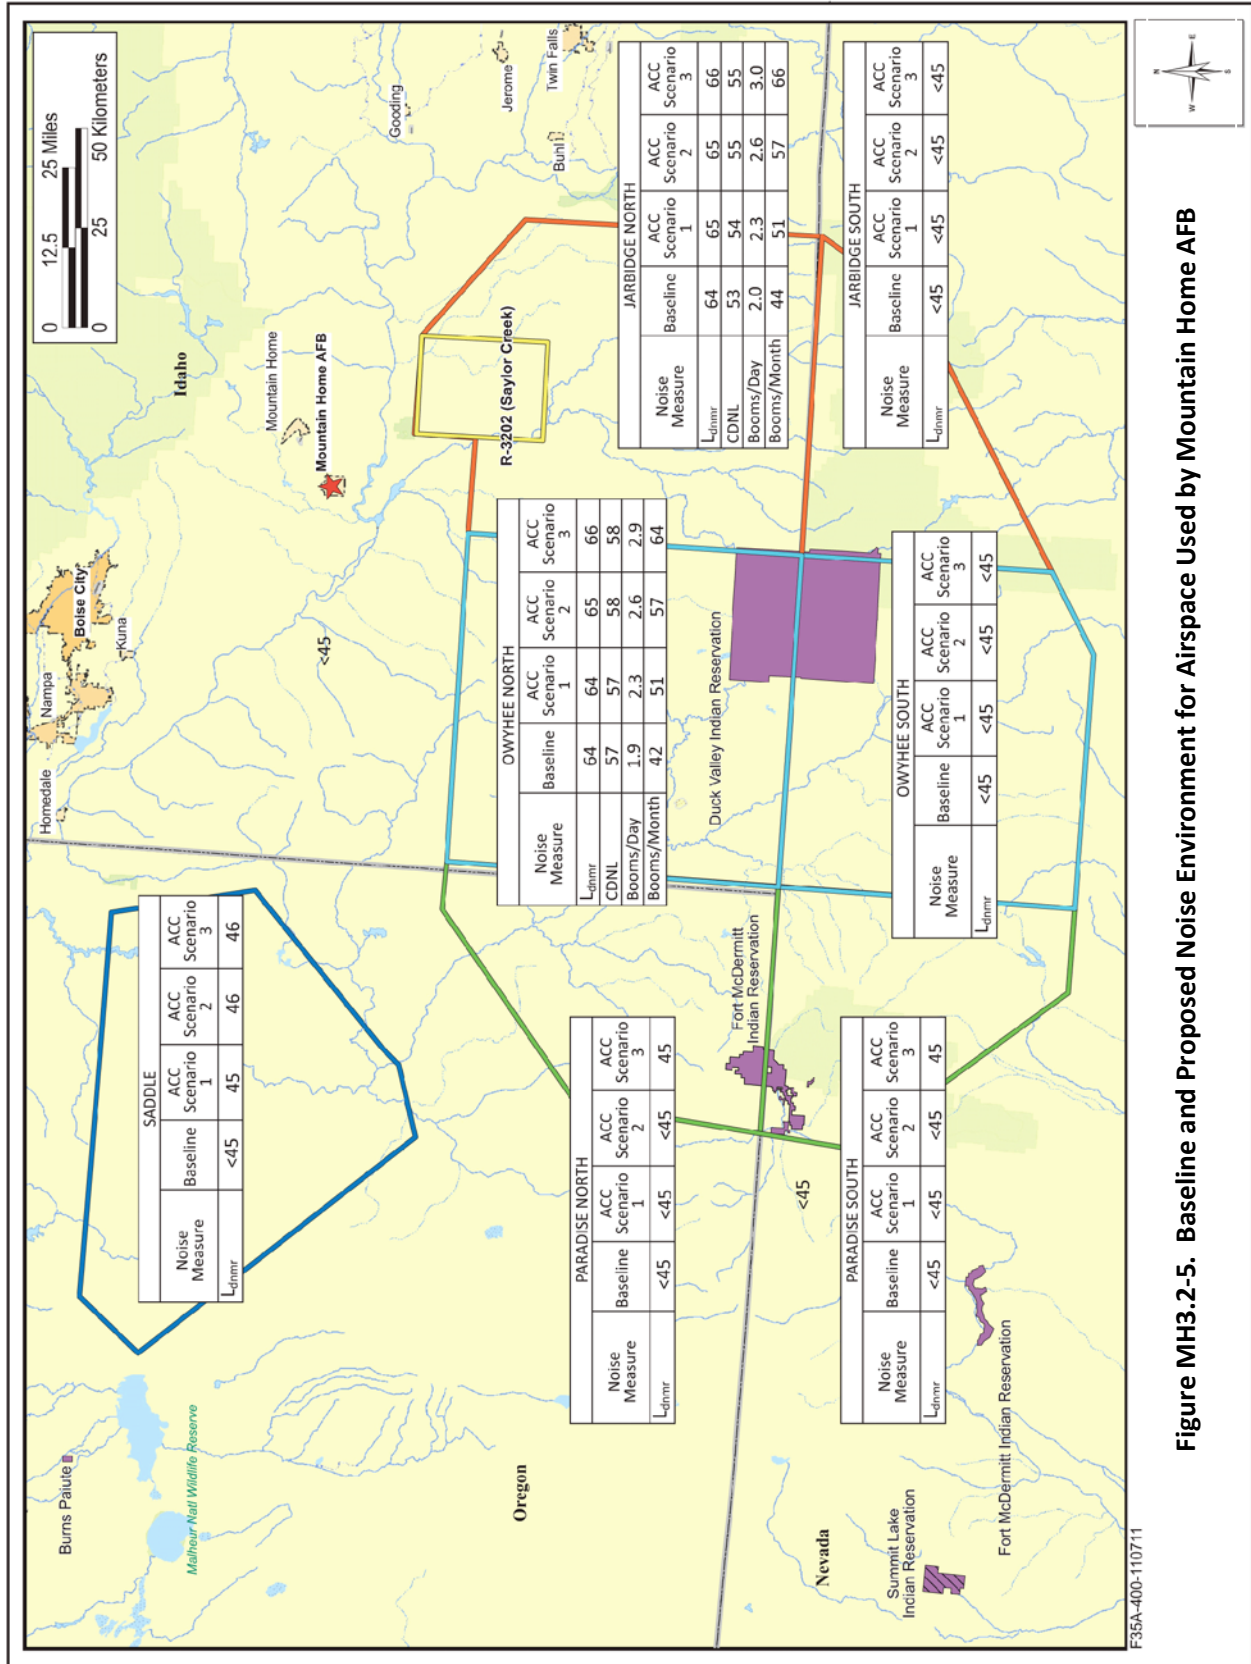 0 12.5 25 Miles
0 25 50 Kilometers
Idaho
Homedale
Nampa
Boise City
Kuna
Mountain Home
Mountain Home AFB
Gooding
Jerome
Twin Falls
Buhl
<45
R-3202 (Saylor Creek)
Burns Paiute
Malheur Natl Wildlife Reserve
Oregon
SADDLE
Noise Measure Baseline ACC Scenario 1 ACC Scenario 2 ACC Scenario 3
Ldnmr <45 45 46 46
OWYHEE NORTH
Noise Measure Baseline ACC Scenario 1 ACC Scenario 2 ACC Scenario 3
Ldnmr 64 64 65 66
CDNL 57 57 58 58
Booms/Day 1.9 2.3 2.6 2.9
Booms/Month 42 51 57 64
JARBIDGE NORTH
Noise Measure Baseline ACC Scenario 1 ACC Scenario 2 ACC Scenario 3
Ldnmr 64 65 65 66
CDNL 53 54 55 55
Booms/Day 2.0 2.3 2.6 3.0
Booms/Month 44 51 57 66
PARADISE NORTH
Noise Measure Baseline ACC Scenario 1 ACC Scenario 2 ACC Scenario 3
Ldnmr <45 <45 <45 45
Fort McDermitt
Indian Reservation
Duck Valley Indian Reservation
<45
PARADISE SOUTH
Noise Measure Baseline ACC Scenario 1 ACC Scenario 2 ACC Scenario 3
Ldnmr <45 <45 <45 45
OWYHEE SOUTH
Noise Measure Baseline ACC Scenario 1 ACC Scenario 2 ACC Scenario 3
Ldnmr <45 <45 <45 <45
JARBIDGE SOUTH
Noise Measure Baseline ACC Scenario 1 ACC Scenario 2 ACC Scenario 3
Ldnmr <45 <45 <45 <45
Nevada
Summit Lake
Indian Reservation
Fort McDermitt Indian Reservation
N
W E
S
F35A-400-110711
Figure MH3.2-5. Baseline and Proposed Noise Environment for Airspace Used by Mountain Home AFB